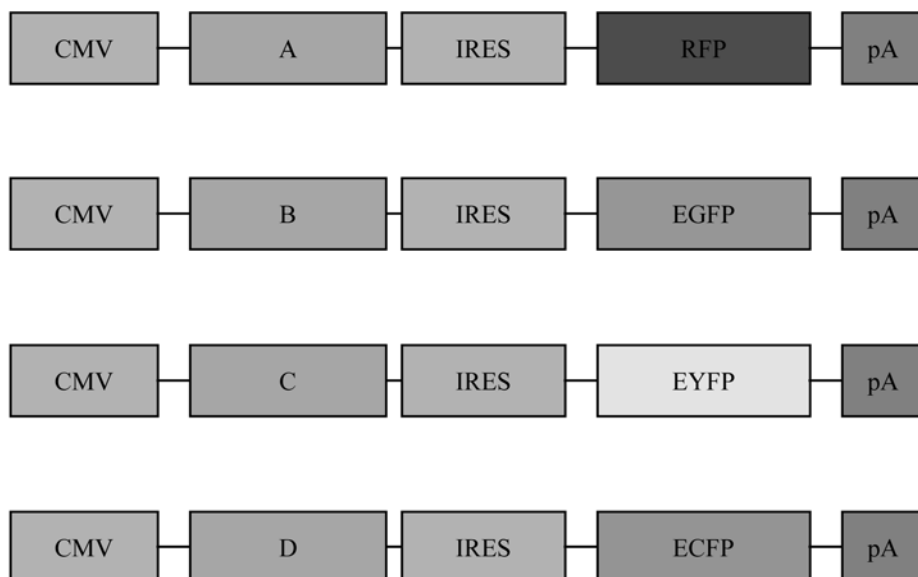 CMV A IRES RFP pA
CMV B IRES EGFP pA
CMV C IRES EYFP pA
CMV D IRES ECFP pA